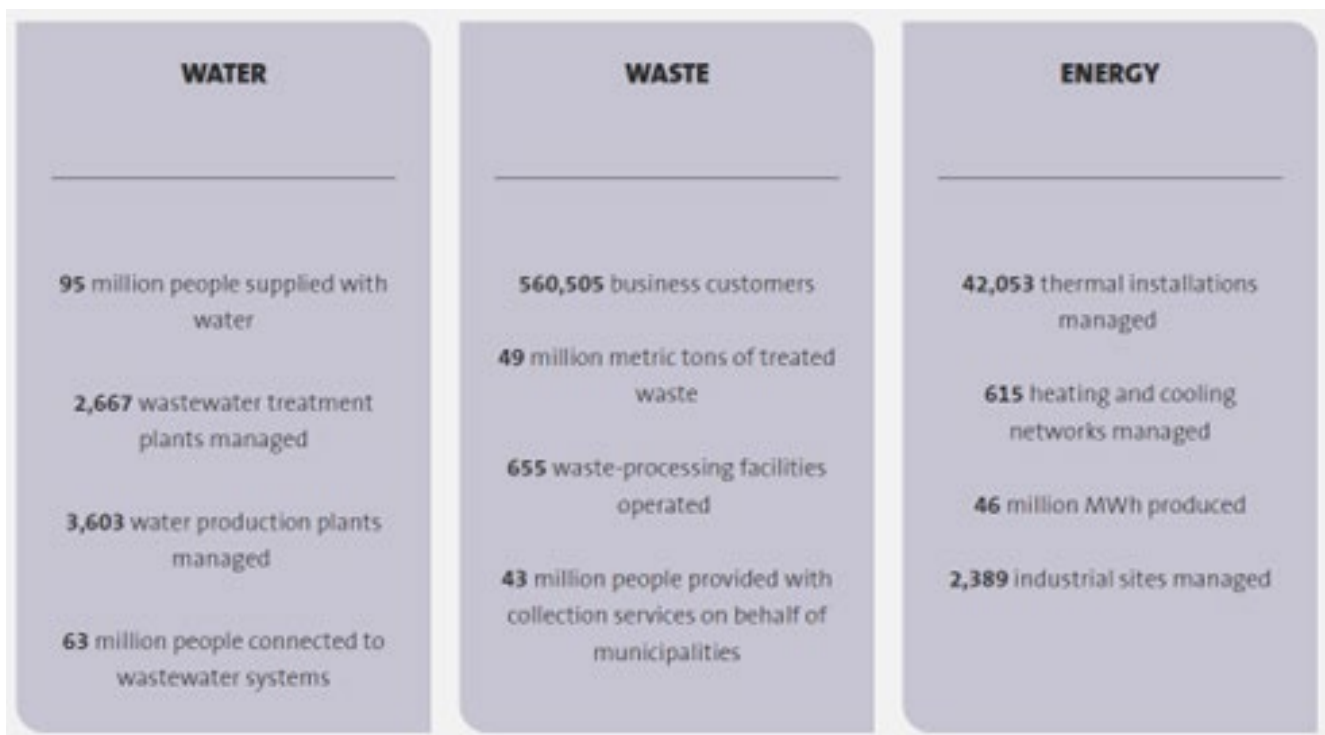 WATER
95 million people supplied with
water
2,667 wastewater treatment
plants managed
3,603 water production plants
managed
63 million people connected to
wastewater systems
WASTE
560,505 business customers
49 million metric tons of treated
waste
655 waste-processing facilities
operated
43 million people provided with
collection services on behalf of
municipalities
ENERGY
42,053 thermal installations
managed
615 heating and cooling
networks managed
46 million MWh produced
2,389 industrial sites managed